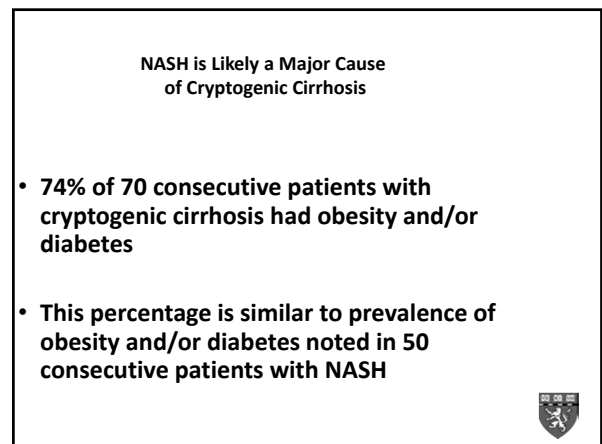 NASH is Likely a Major Cause
of Cryptogenic Cirrhosis
• 74% of 70 consecutive patients with
cryptogenic cirrhosis had obesity and/or
diabetes
• This percentage is similar to prevalence of
obesity and/or diabetes noted in 50
consecutive patients with NASH